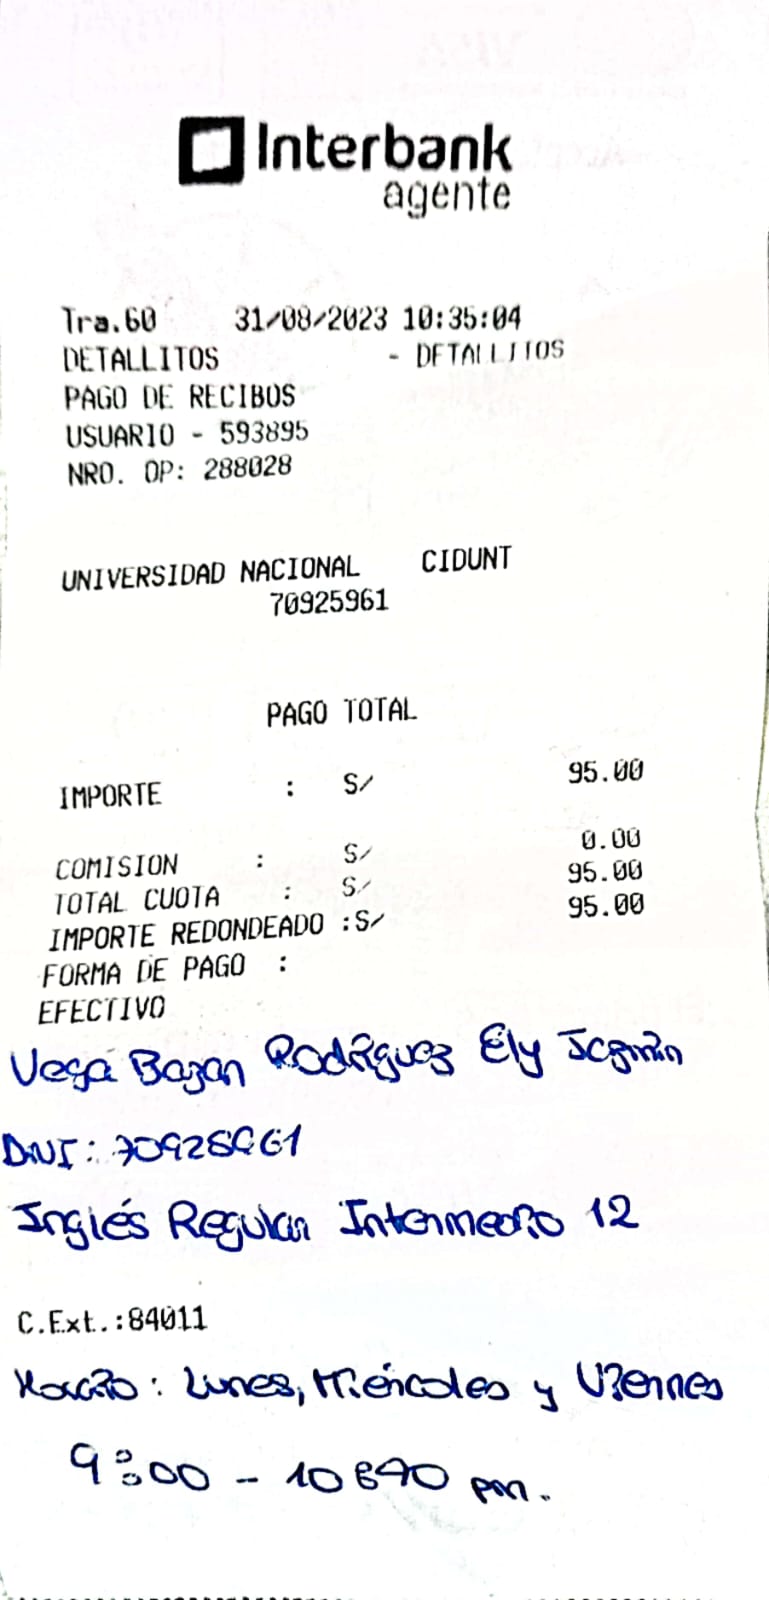 Interbank
agente
Tra.60 31/08/2023 10:35:04
DETALLITOS - DETALLITOS
PAGO DE RECIBOS
USUARIO - 593895
NRO. OP: 288028
UNIVERSIDAD NACIONAL CIDUNT
70925961
PAGO TOTAL
IMPORTE : S/ 95.00
COMISION : S/ 0.00
TOTAL CUOTA : S/ 95.00
IMPORTE REDONDEADO :S/ 95.00
FORMA DE PAGO :
EFECTIVO
Vega Bazan Rodríguez Ely Jazmín
DNI: 70925961
Inglés Regular Intermedio 12
C.Ext.:84011
Horario: Lunes, Miércoles y Viernes
9:00 - 10:40 pm.